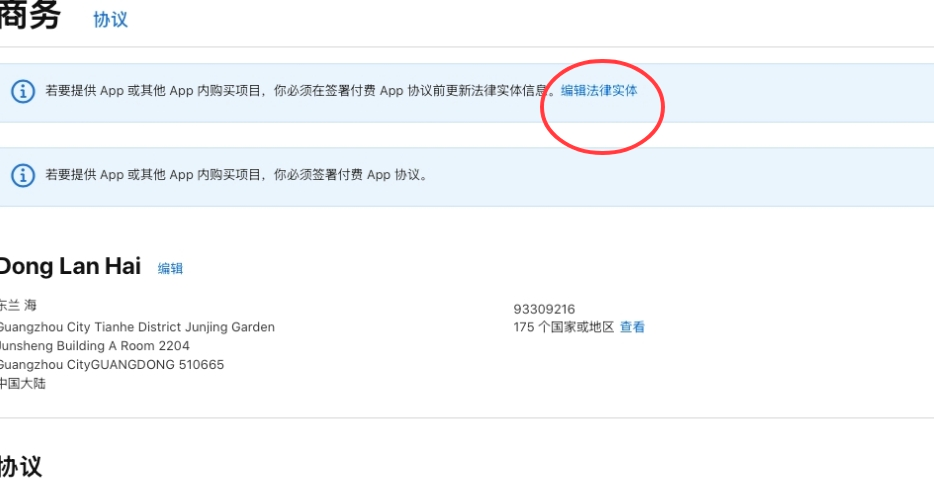 商务 协议
若要提供 App 或其他 App 内购买项目，你必须在签署付费 App 协议前更新法律实体信息。编辑法律实体
若要提供 App 或其他 App 内购买项目，你必须签署付费 App 协议。
Dong Lan Hai 编辑
东兰 海
Guangzhou City Tianhe District Junjing Garden
Junsheng Building A Room 2204
Guangzhou CityGUANGDONG 510665
中国大陆
93309216
175 个国家或地区 查看
协议